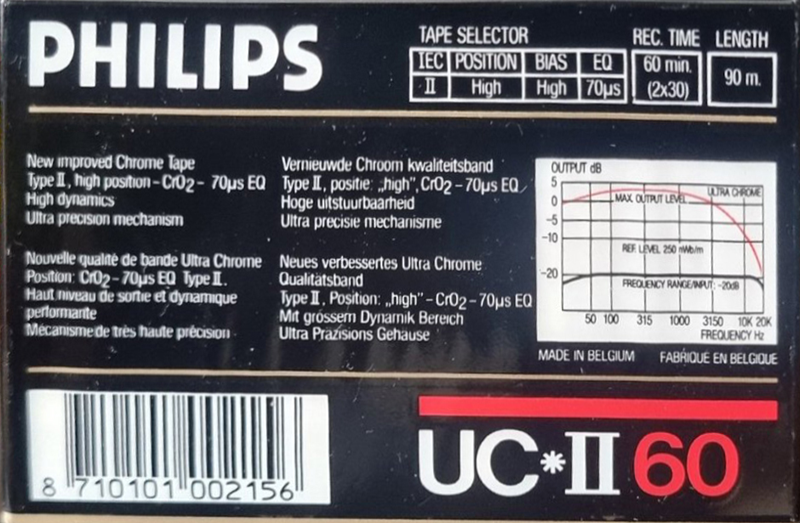 PHILIPS
TAPE SELECTOR
IEC POSITION BIAS EQ
II High High 70µs
REC. TIME
60 min.
(2x30)
LENGTH
90 m.
New improved Chrome Tape
Type II, high position - CrO2 - 70µs EQ
High dynamics
Ultra precision mechanism
Vernieuwde Chroom kwaliteitsband
Type II, positie: „high”, CrO2 - 70µs EQ
Hoge uitstuurbaarheid
Ultra precisie mechanisme
Nouvelle qualité de bande Ultra Chrome
Position: CrO2 - 70µs EQ Type II.
Haut niveau de sortie et dynamique
performante
Mécanisme de très haute précision
Neues verbessertes Ultra Chrome
Qualitätsband
Type II, Position: „high” - CrO2 - 70µs EQ
Mit grossem Dynamik Bereich
Ultra Präzisions Gehäuse
OUTPUT dB
5
0
-5
-10
-20
ULTRA CHROME
MAX. OUTPUT LEVEL
REF. LEVEL 250 nWb/m
FREQUENCY RANGE/INPUT: -20dB
50 100 315 1000 3150 10K 20K
FREQUENCY Hz
MADE IN BELGIUM FABRIQUÉ EN BELGIQUE
8 710101 002156
UC*II 60